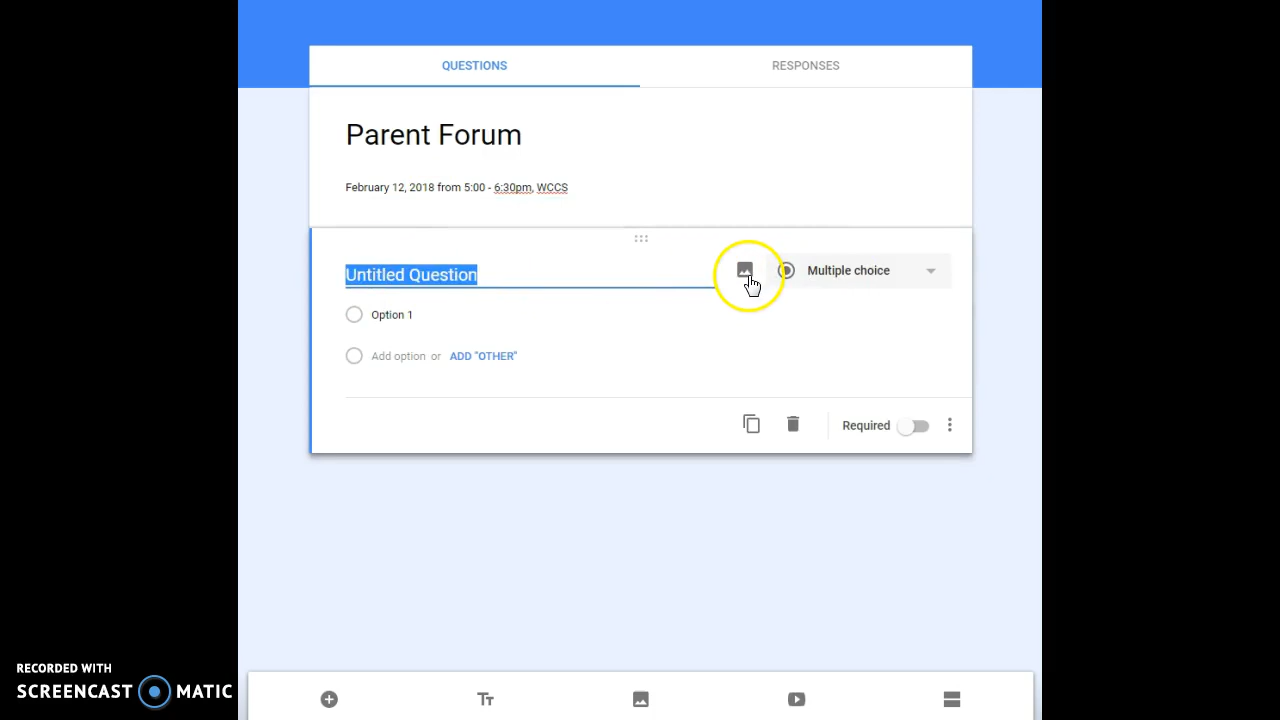 QUESTIONS
RESPONSES
Parent Forum
February 12, 2018 from 5:00 - 6:30pm, WCCS
Untitled Question
Multiple choice
Option 1
Add option or ADD "OTHER"
Required
Tт
RECORDED WITH
SCREENCAST MATIC